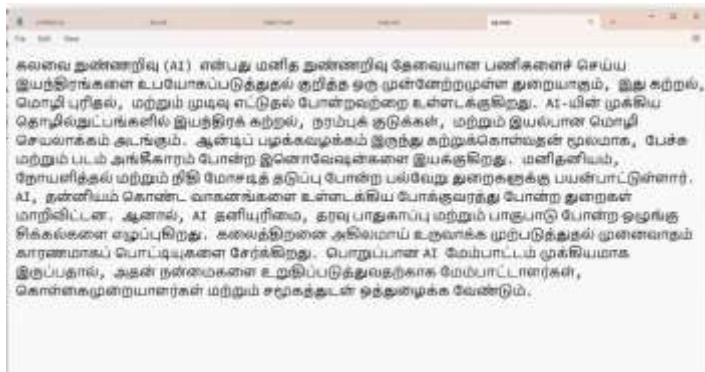 கலவை நுண்ணறிவு (AI) என்பது மனித நுண்ணறிவு தேவையான பணிகளைச் செய்ய
இயந்திரங்களை உபயோகப்படுத்துதல் குறித்த ஒரு முன்னேற்றமுள்ள துறையாகும், இது கற்றல்,
மொழி புரிதல், மற்றும் முடிவு எட்டுதல் போன்றவற்றை உள்ளடக்குகிறது. AI-யின் முக்கிய
தொழில்நுட்பங்களில் இயந்திரக் கற்றல், நரம்புக் குடுக்கள், மற்றும் இயல்பான மொழி
செயலாக்கம் அடங்கும். ஆன்டிப் பழக்கவழக்கம் இருந்து கற்றுக்கொள்வதன் மூலமாக, பேச்சு
மற்றும் படம் அங்கீகாரம் போன்ற இனொவேஷன்களை இயக்குகிறது. மனிதனியம்,
நோயளித்தல் மற்றும் நிதி மோசடித் தடுப்பு போன்ற பல்வேறு துறைகளுக்கு பயன்பாட்டுள்ளார்.
AI, தன்னியம் கொண்ட வாகனங்களை உள்ளடக்கிய போக்குவரத்து போன்ற துறைகள்
மாறிவிட்டன. ஆனால், AI தனியுரிமை, தரவு பாதுகாப்பு மற்றும் பாகுபாடு போன்ற ஒழுங்கு
சிக்கல்களை எழுப்புகிறது. கலைத்திறனை அகிலமாய் உருவாக்க முற்படுத்துதல் முனைவாதம்
காரணமாகப் பொட்டியுகளை சேர்க்கிறது. பொறுப்பான AI மேம்பாட்டம் முக்கியமாக
இருப்பதால், அதன் நன்மைகளை உறுதிப்படுத்துவதற்காக மேம்பாட்டாளர்கள்,
கொள்கைமுறையாளர்கள் மற்றும் சமூகத்துடன் ஒத்துழைக்க வேண்டும்.